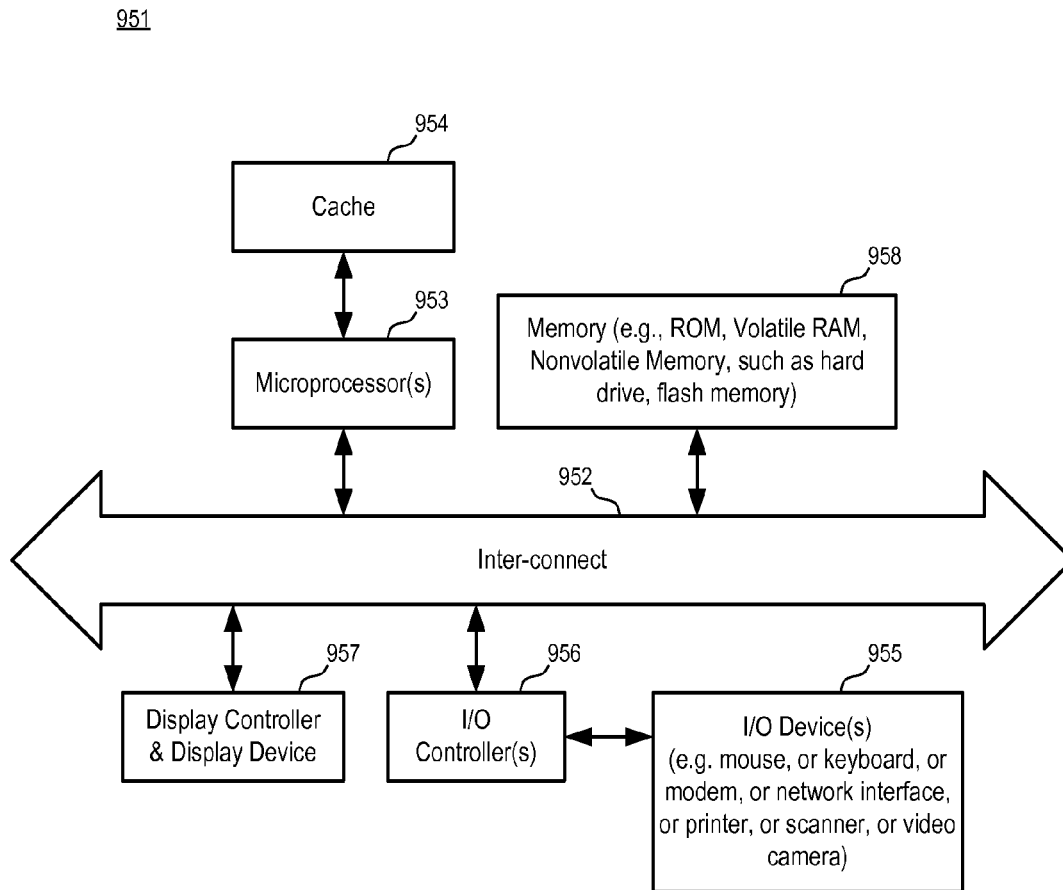 951
954
Cache
958
953
Memory (e.g., ROM, Volatile RAM,
Nonvolatile Memory, such as hard
drive, flash memory)
Microprocessor(s)
952
Inter-connect
957
956
955
Display Controller
& Display Device
I/O
Controller(s)
I/O Device(s)
(e.g. mouse, or keyboard, or
modem, or network interface,
or printer, or scanner, or video
camera)